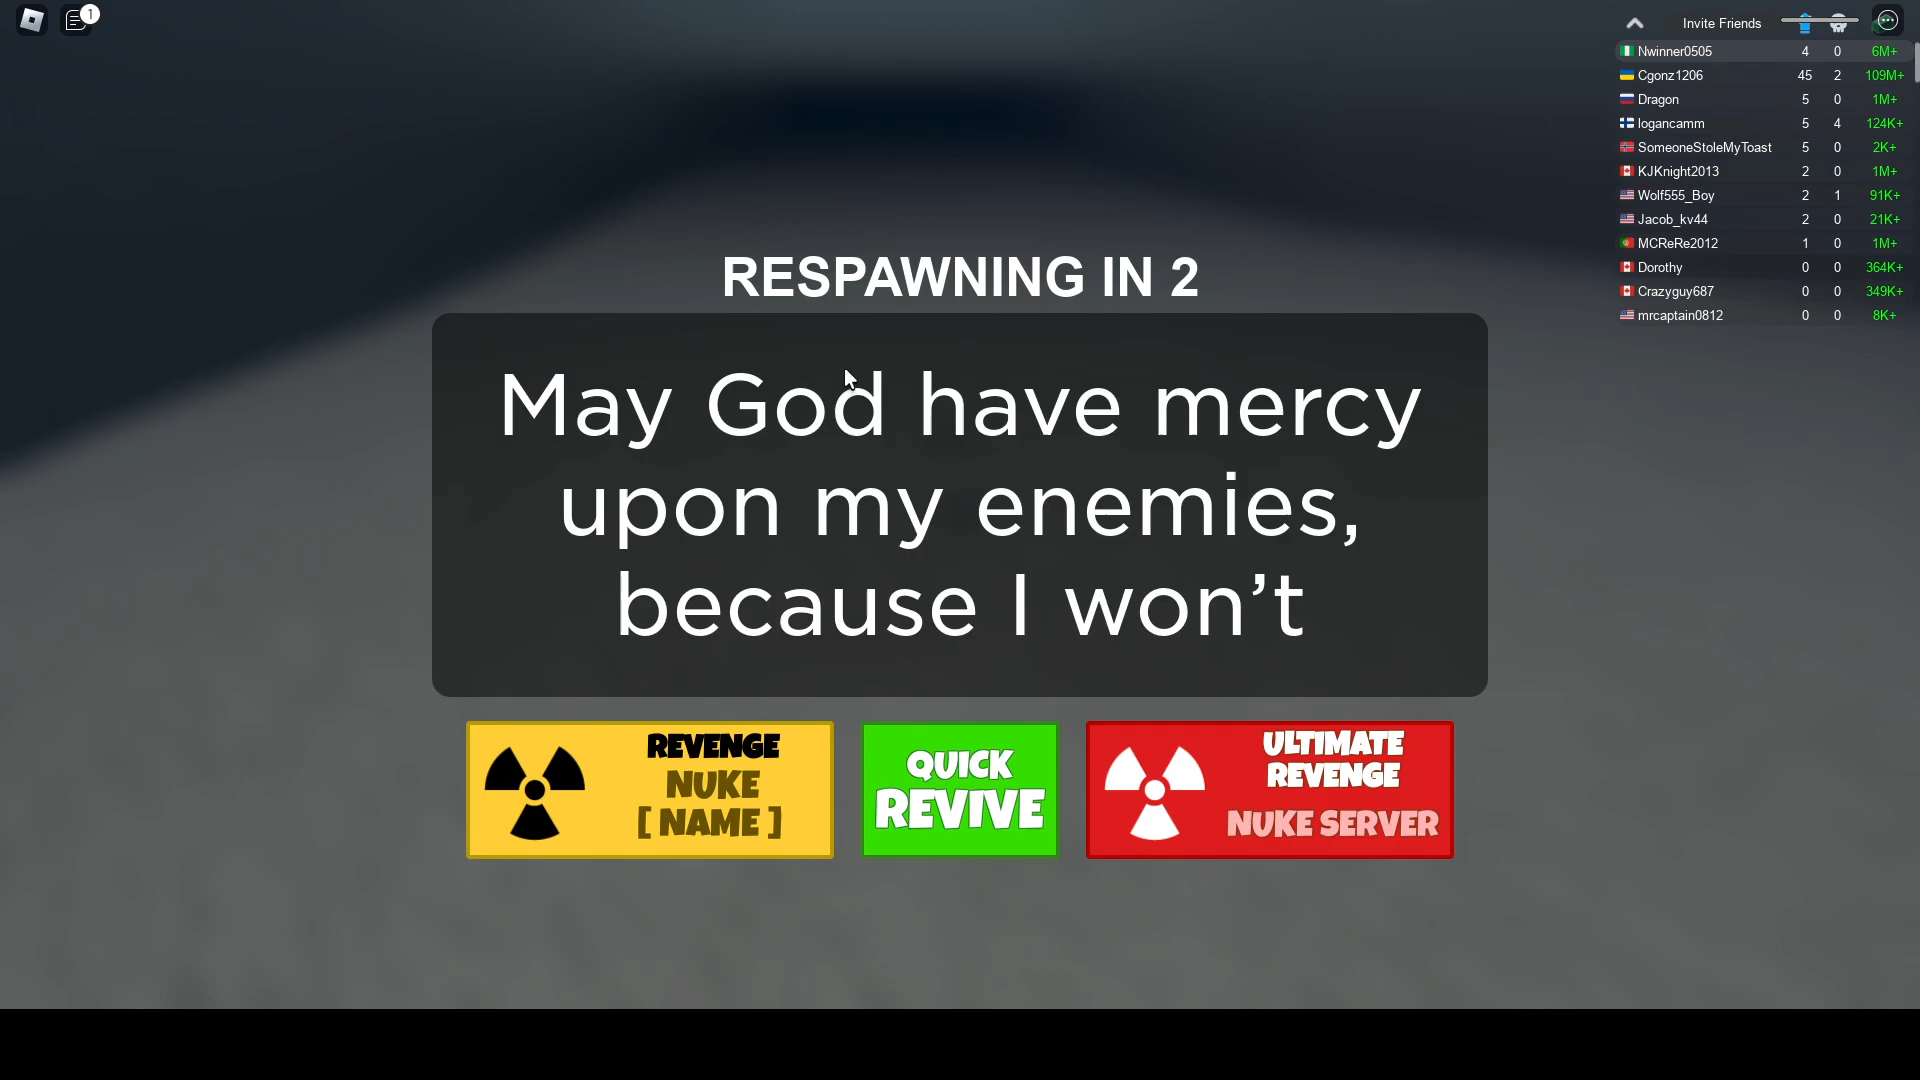 1
Invite Friends
Nwinner0505 4 0 6M+
Cgonz1206 45 2 109M+
Dragon 5 0 1M+
logancamm 5 4 124K+
SomeoneStoleMyToast 5 0 2K+
KJKnight2013 2 0 1M+
Wolf555_Boy 2 1 91K+
Jacob_kv44 2 0 21K+
MCReRe2012 1 0 1M+
Dorothy 0 0 364K+
Crazyguy687 0 0 349K+
mrcaptain0812 0 0 8K+
RESPAWNING IN 2
May God have mercy
upon my enemies,
because I won’t
REVENGE
NUKE
[ NAME ]
QUICK
REVIVE
ULTIMATE
REVENGE
NUKE SERVER